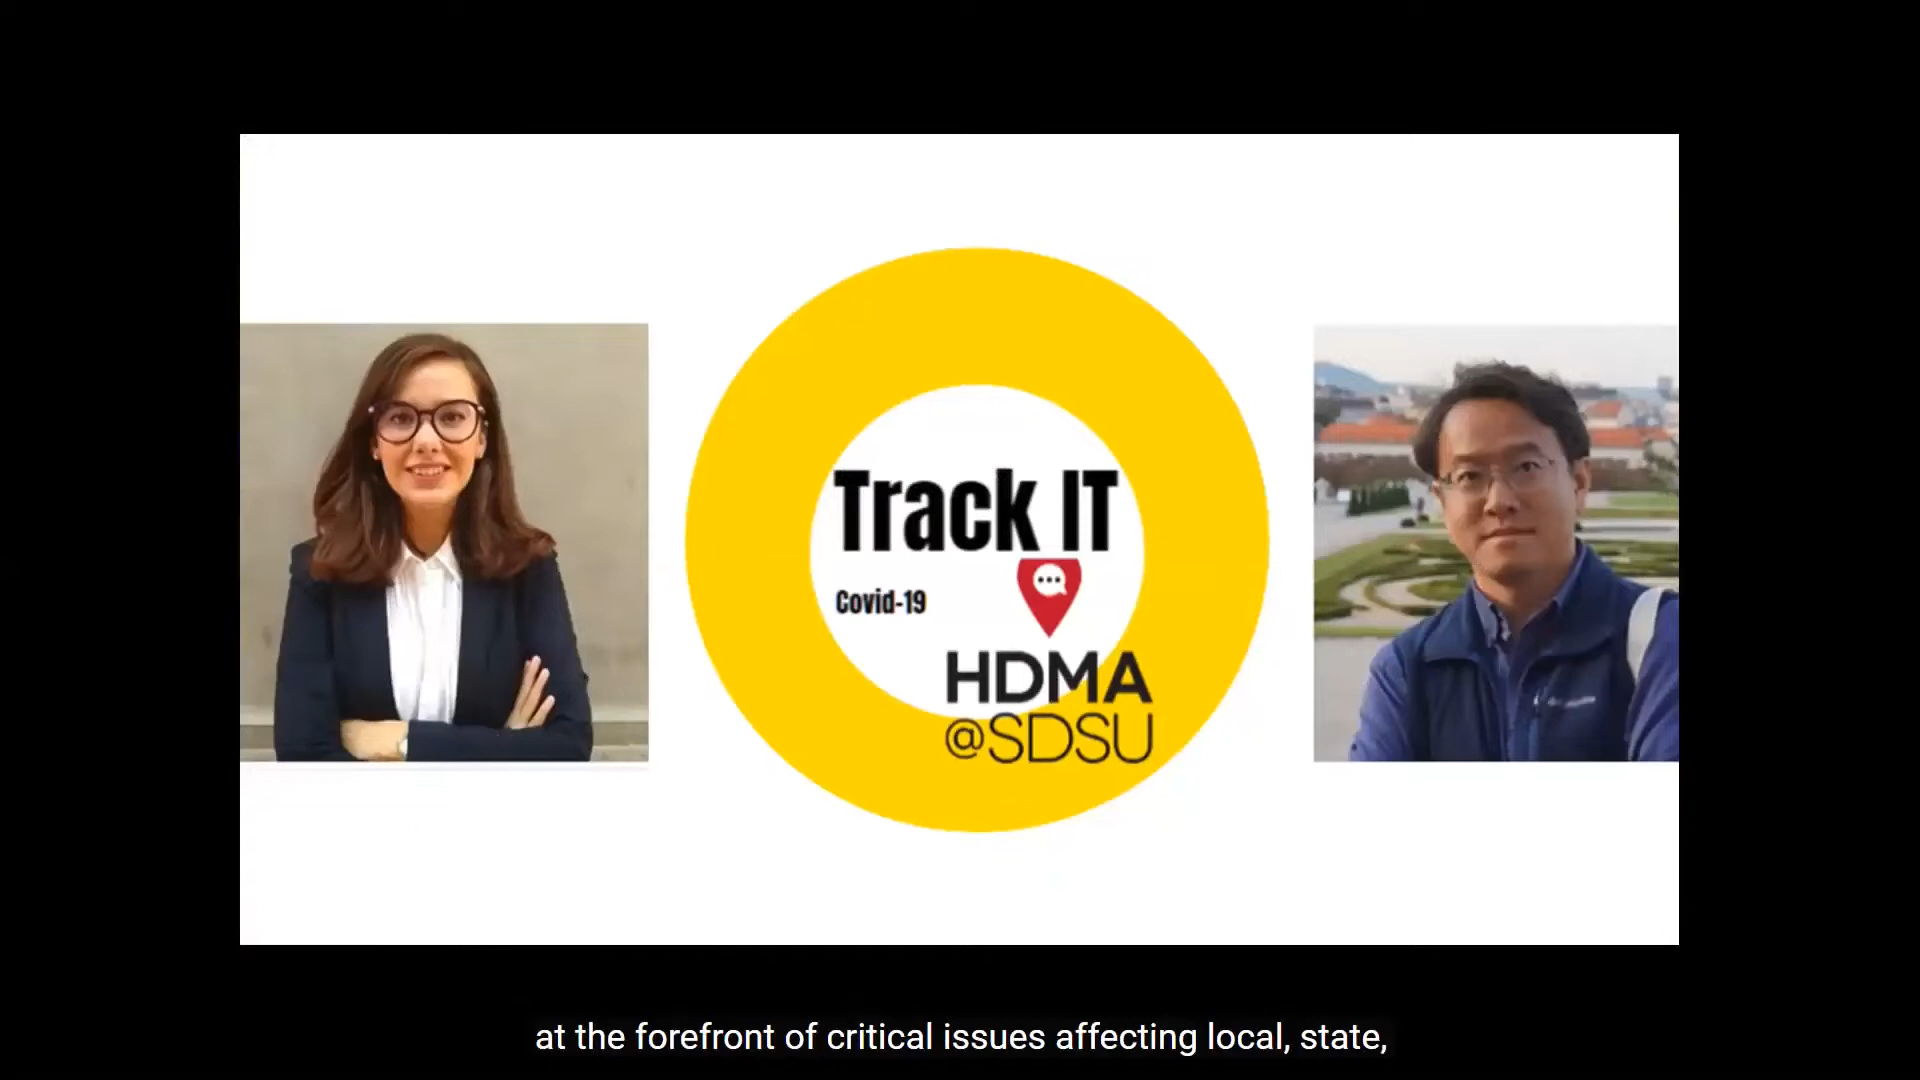 Track IT
Covid-19
HDMA
@SDSU
at the forefront of critical issues affecting local, state,